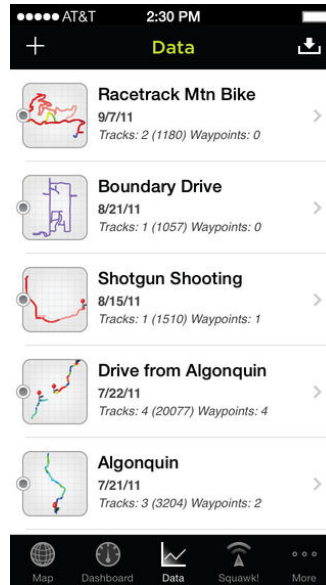 AT&T 2:30 PM
+ Data
Racetrack Mtn Bike
9/7/11
Tracks: 2 (1180) Waypoints: 0
Boundary Drive
8/21/11
Tracks: 1 (1057) Waypoints: 0
Shotgun Shooting
8/15/11
Tracks: 1 (1510) Waypoints: 1
Drive from Algonquin
7/22/11
Tracks: 4 (20077) Waypoints: 4
Algonquin
7/21/11
Tracks: 3 (3204) Waypoints: 2
Map Dashboard Data Squawk! More